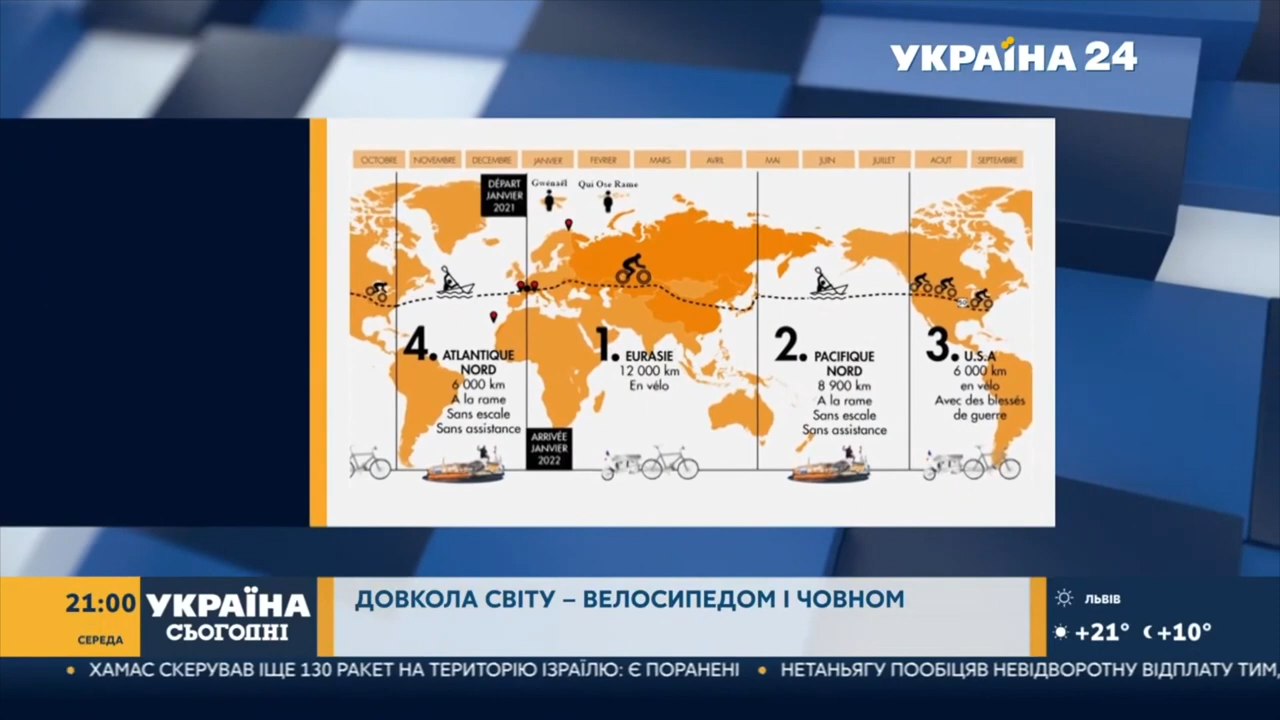 УКРАЇНА 24
OCTOBRE NOVEMBRE DECEMBRE JANVIER FEVRIER MARS AVRIL MAI JUIN JUILLET AOUT SEPTEMBRE
DÉPART
JANVIER
2021
Gwénaël
Qui Ose Rame
4. ATLANTIQUE
NORD
6 000 km
A la rame
Sans escale
Sans assistance
ARRIVÉE
JANVIER
2022
1. EURASIE
12 000 km
En vélo
2. PACIFIQUE
NORD
8 900 km
A la rame
Sans escale
Sans assistance
3. U.S.A
6 000 km
en vélo
Avec des blessés
de guerre
21:00
СЕРЕДА
УКРАЇНА
СЬОГОДНІ
ДОВКОЛА СВІТУ – ВЕЛОСИПЕДОМ І ЧОВНОМ
ЛЬВІВ
+21° +10°
• ХАМАС СКЕРУВАВ ІЩЕ 130 РАКЕТ НА ТЕРИТОРІЮ ІЗРАЇЛЮ: Є ПОРАНЕНІ • НЕТАНЬЯГУ ПООБІЦЯВ НЕВІДВОРОТНУ ВІДПЛАТУ ТИМ,